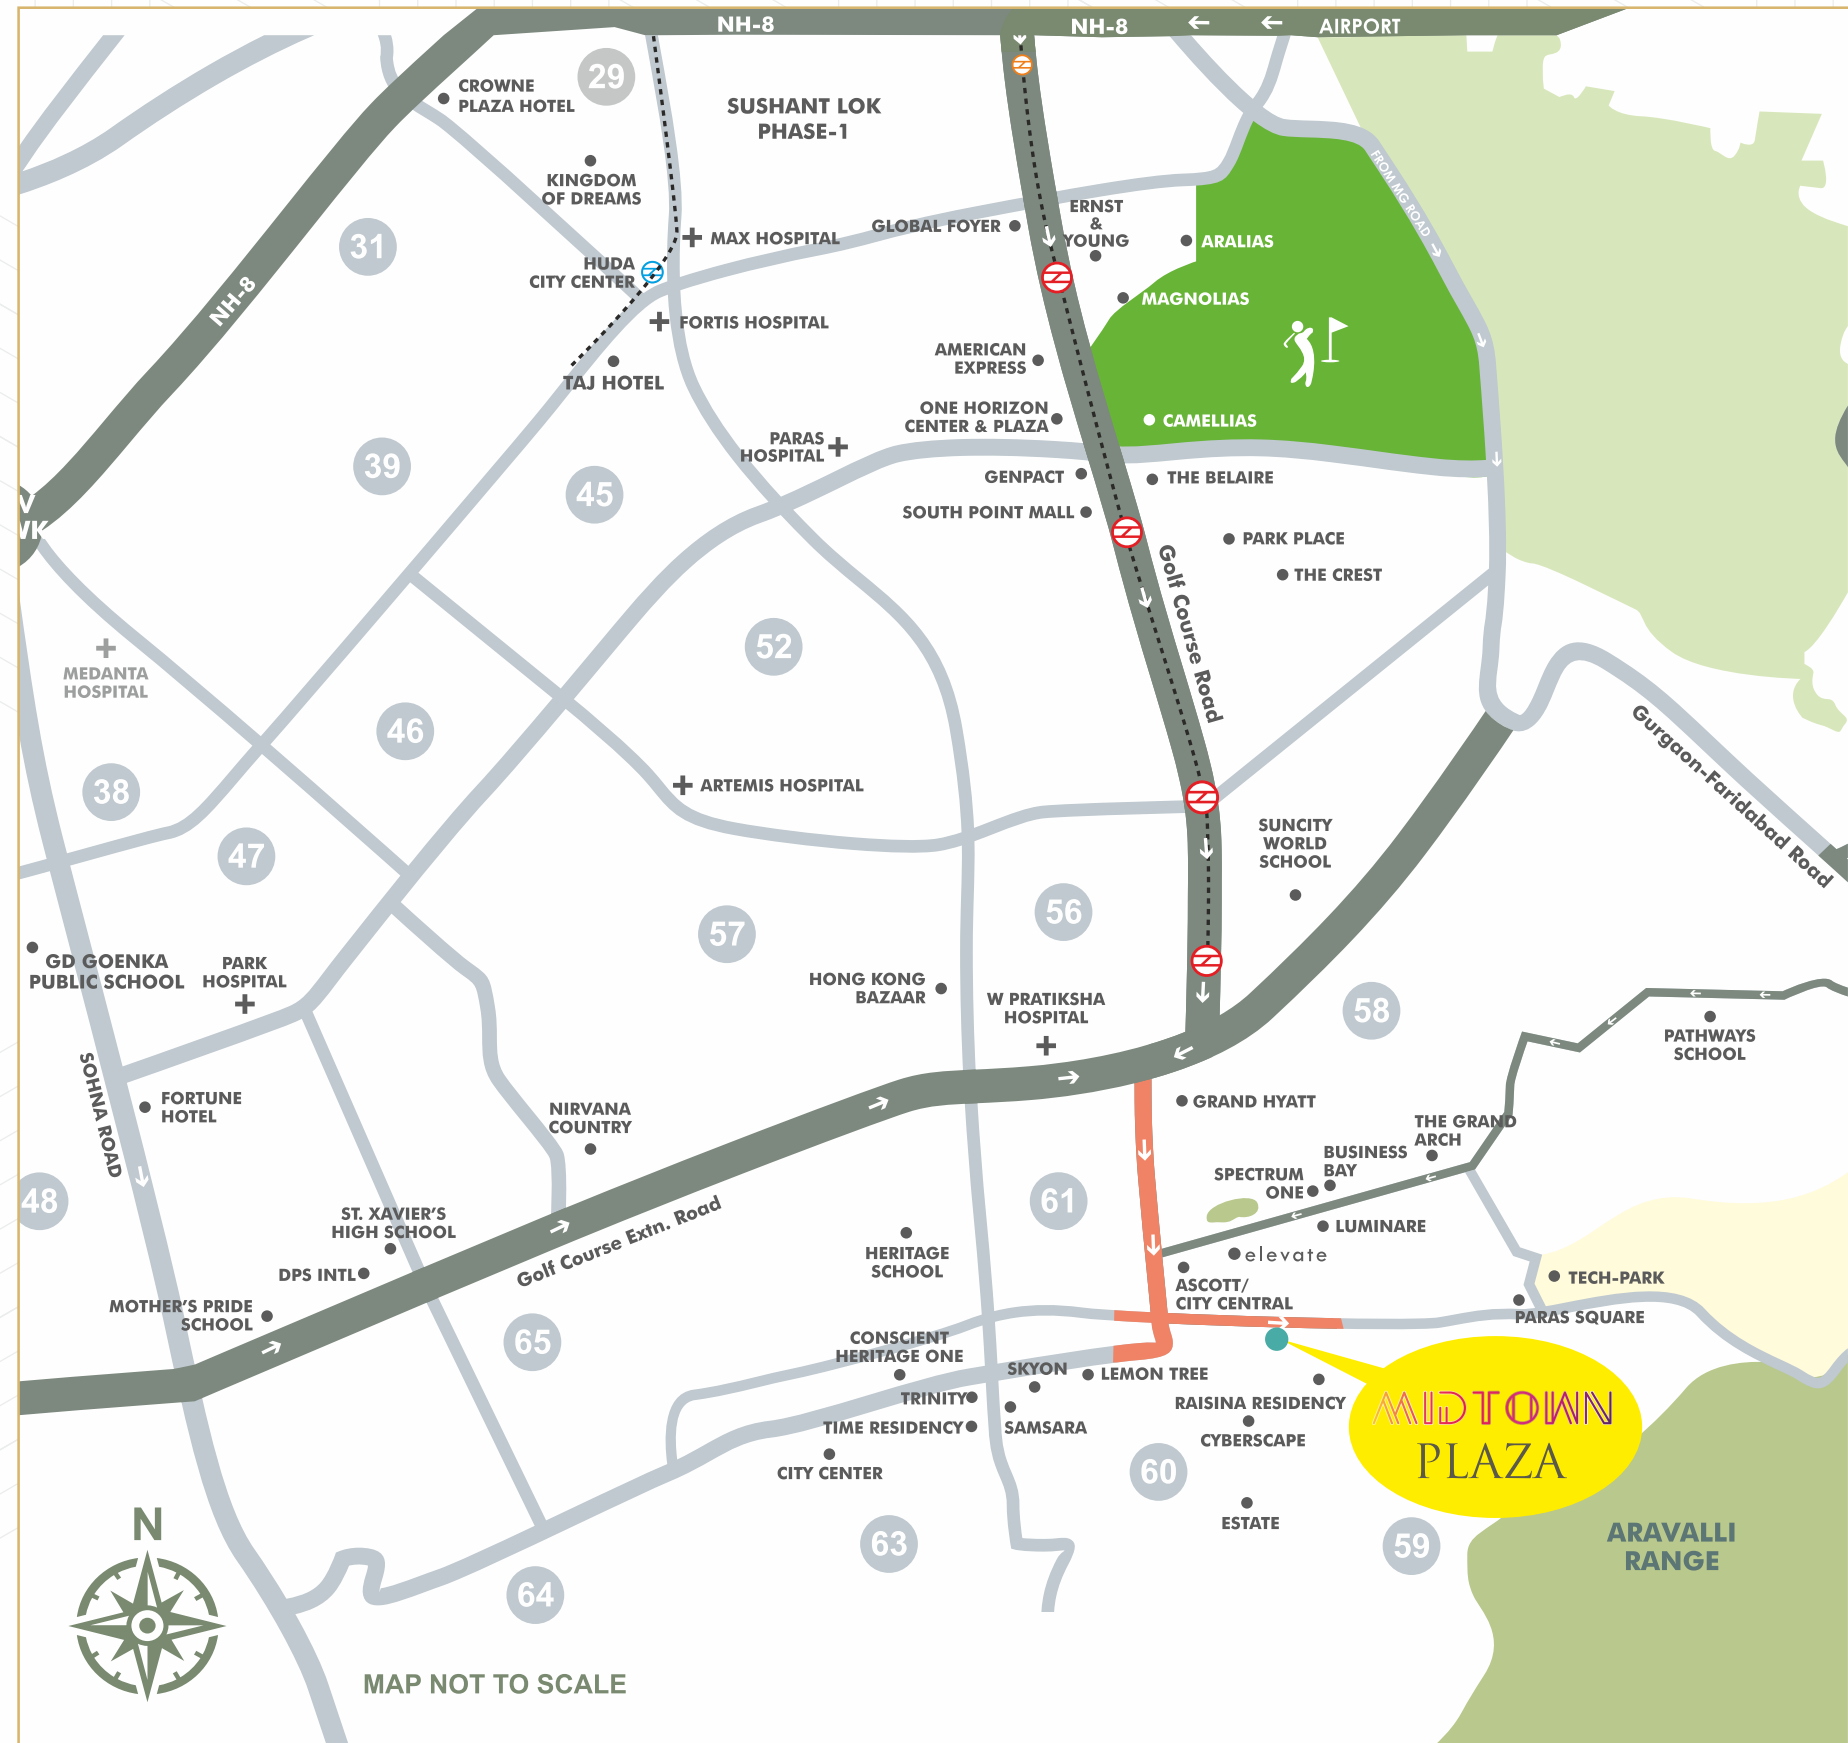 NH-8
NH-8
AIRPORT
CROWNE
PLAZA HOTEL
29
SUSHANT LOK
PHASE-1
KINGDOM
OF DREAMS
FROM MG ROAD
31
MAX HOSPITAL
GLOBAL FOYER
ERNST
&
YOUNG
ARALIAS
HUDA
CITY CENTER
NH-8
MAGNOLIAS
FORTIS HOSPITAL
AMERICAN
EXPRESS
TAJ HOTEL
ONE HORIZON
CENTER & PLAZA
CAMELLIAS
PARAS
HOSPITAL
39
45
GENPACT
THE BELAIRE
SOUTH POINT MALL
PARK PLACE
THE CREST
Golf Course Road
52
MEDANTA
HOSPITAL
46
Gurgaon-Faridabad Road
38
ARTEMIS HOSPITAL
47
SUNCITY
WORLD
SCHOOL
56
57
GD GOENKA
PUBLIC SCHOOL
PARK
HOSPITAL
HONG KONG
BAZAAR
W PRATIKSHA
HOSPITAL
58
PATHWAYS
SCHOOL
SOHNA ROAD
FORTUNE
HOTEL
NIRVANA
COUNTRY
GRAND HYATT
THE GRAND
ARCH
BUSINESS
BAY
SPECTRUM
ONE
48
61
ST. XAVIER'S
HIGH SCHOOL
LUMINARE
Golf Course Extn. Road
HERITAGE
SCHOOL
elevate
DPS INTL
TECH-PARK
ASCOTT/
CITY CENTRAL
MOTHER'S PRIDE
SCHOOL
PARAS SQUARE
65
CONSCIENT
HERITAGE ONE
SKYON
LEMON TREE
TRINITY
RAISINA RESIDENCY
TIME RESIDENCY
SAMSARA
CYBERSCAPE
MIDTOWN
PLAZA
CITY CENTER
60
ESTATE
N
63
59
ARAVALLI
RANGE
64
MAP NOT TO SCALE